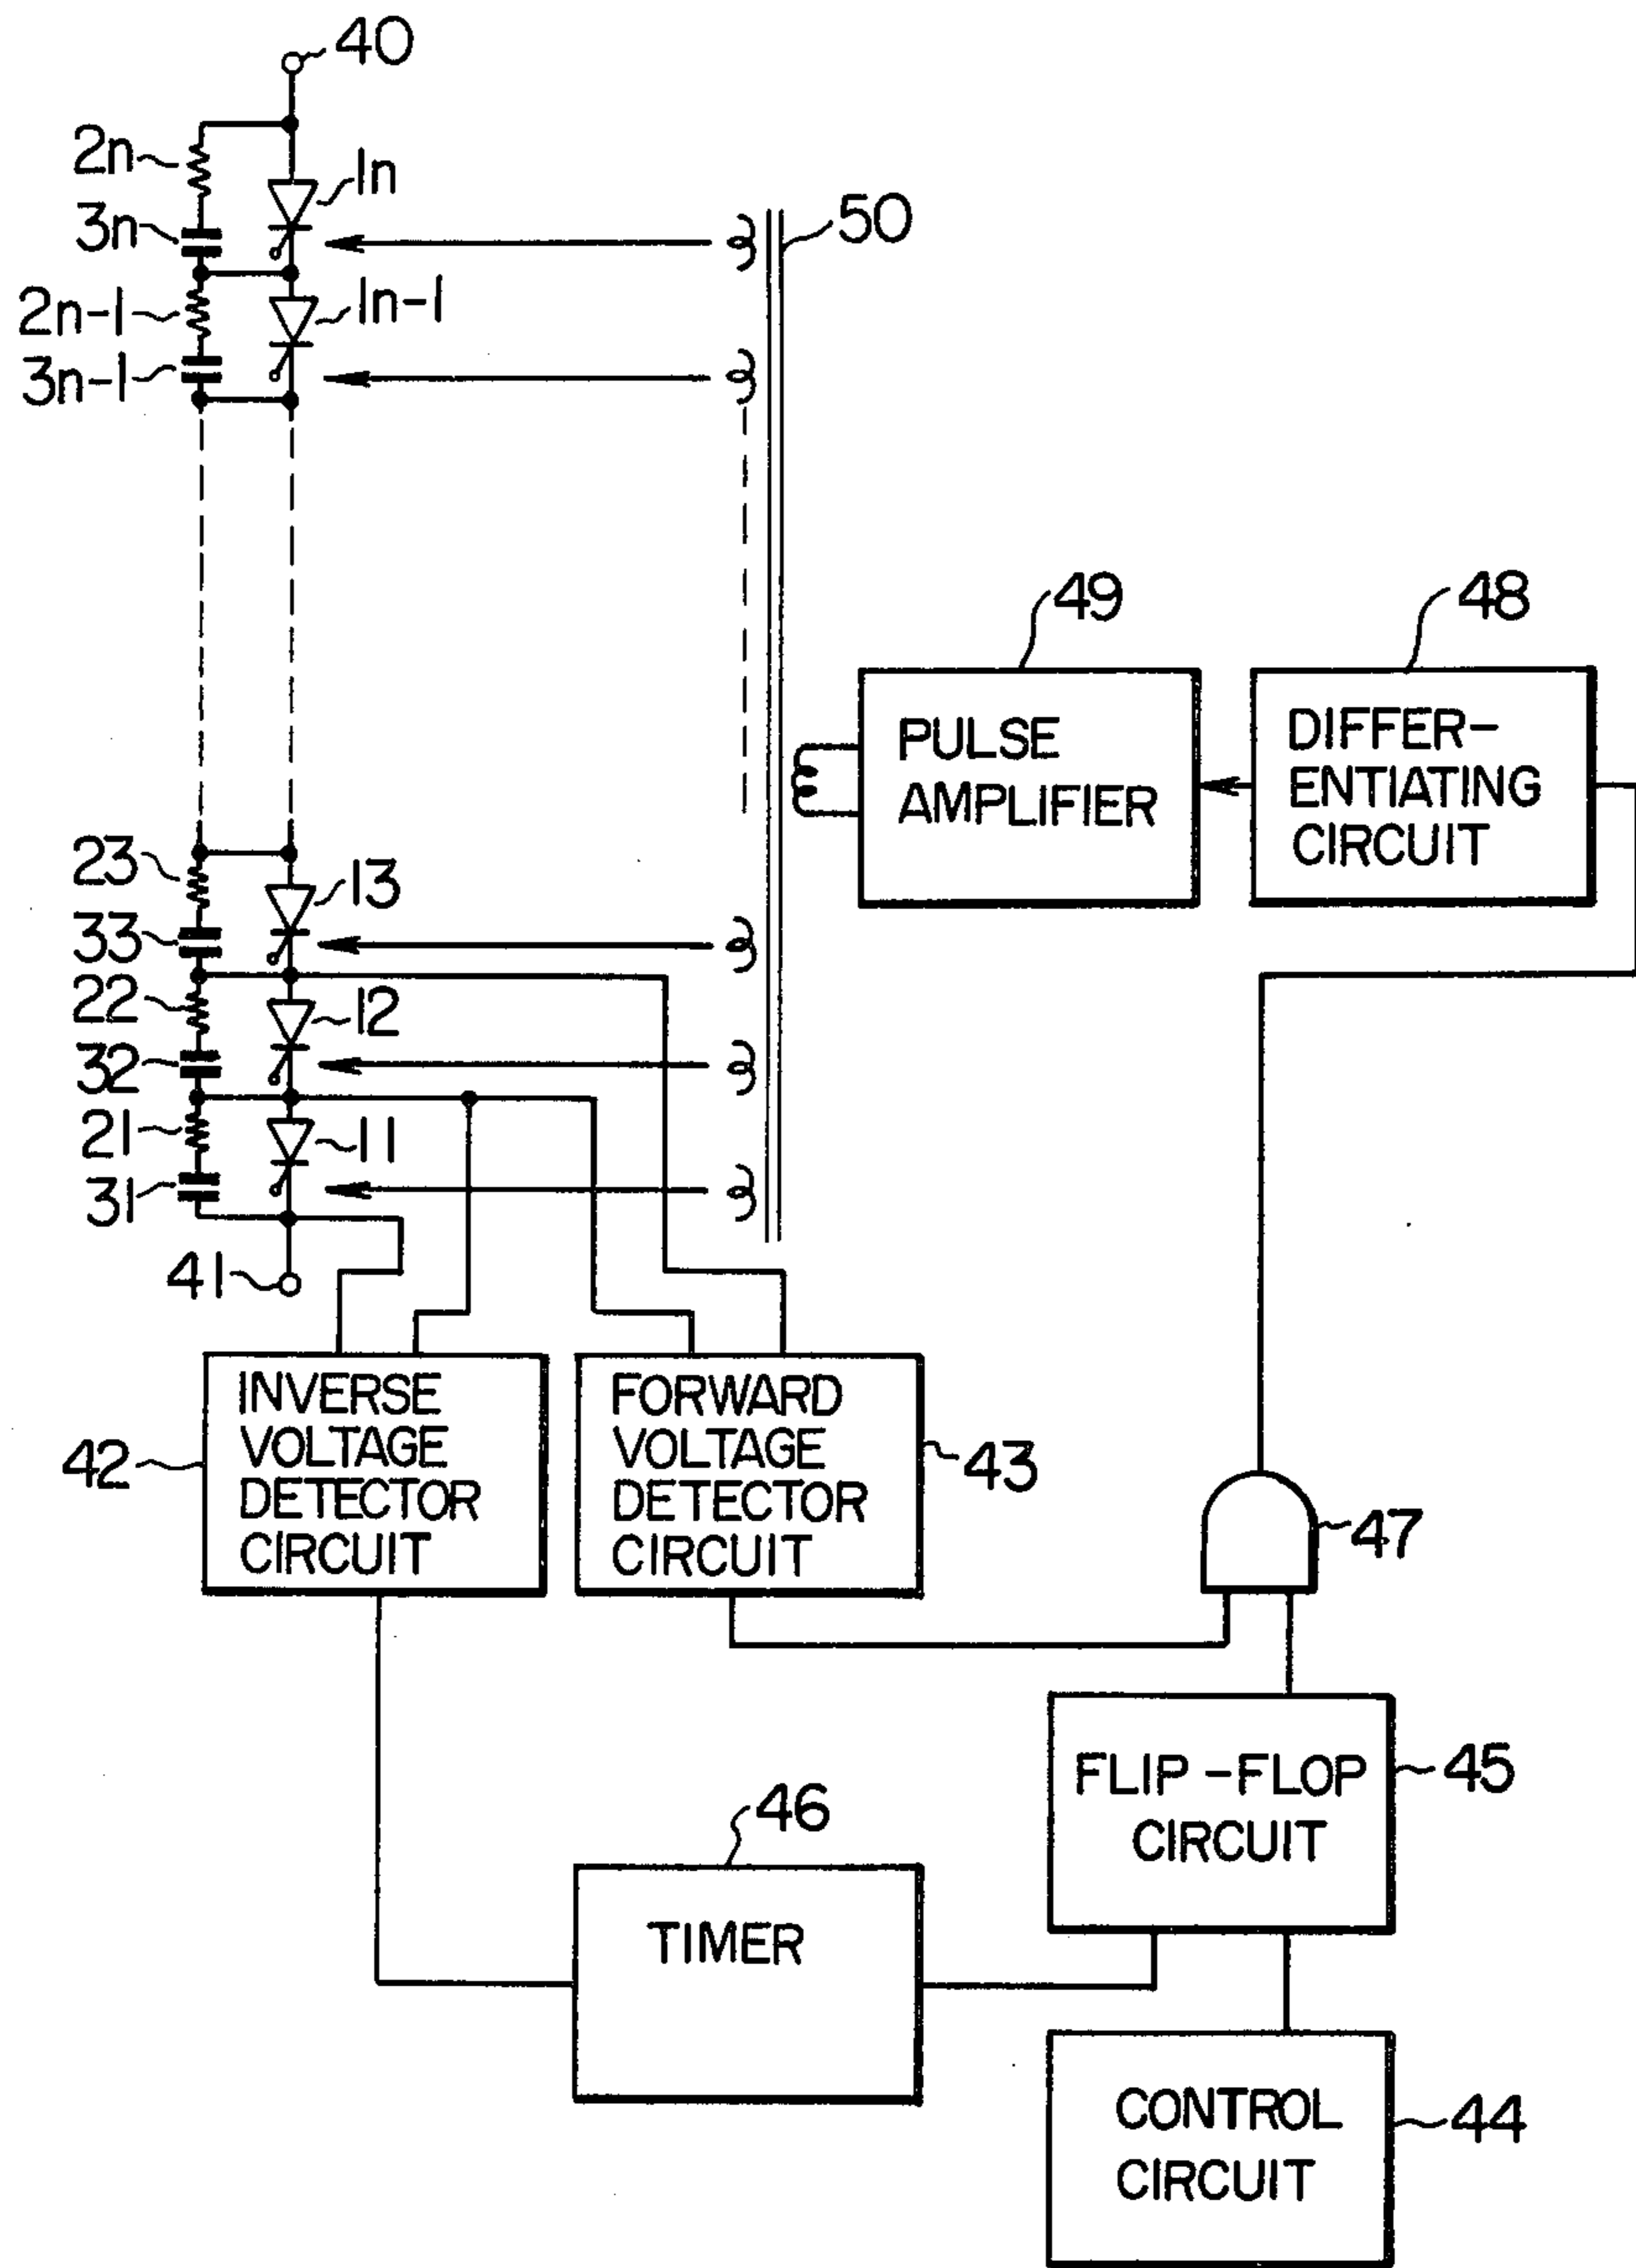 40
2n
1n
3n
50
2n-1
1n-1
3n-1
49
48
PULSE
AMPLIFIER
DIFFER-
ENTIATING
CIRCUIT
23
13
33
22
12
32
21
11
31
41
INVERSE
VOLTAGE
DETECTOR
CIRCUIT
42
FORWARD
VOLTAGE
DETECTOR
CIRCUIT
43
47
FLIP-FLOP
CIRCUIT
45
46
TIMER
CONTROL
CIRCUIT
44